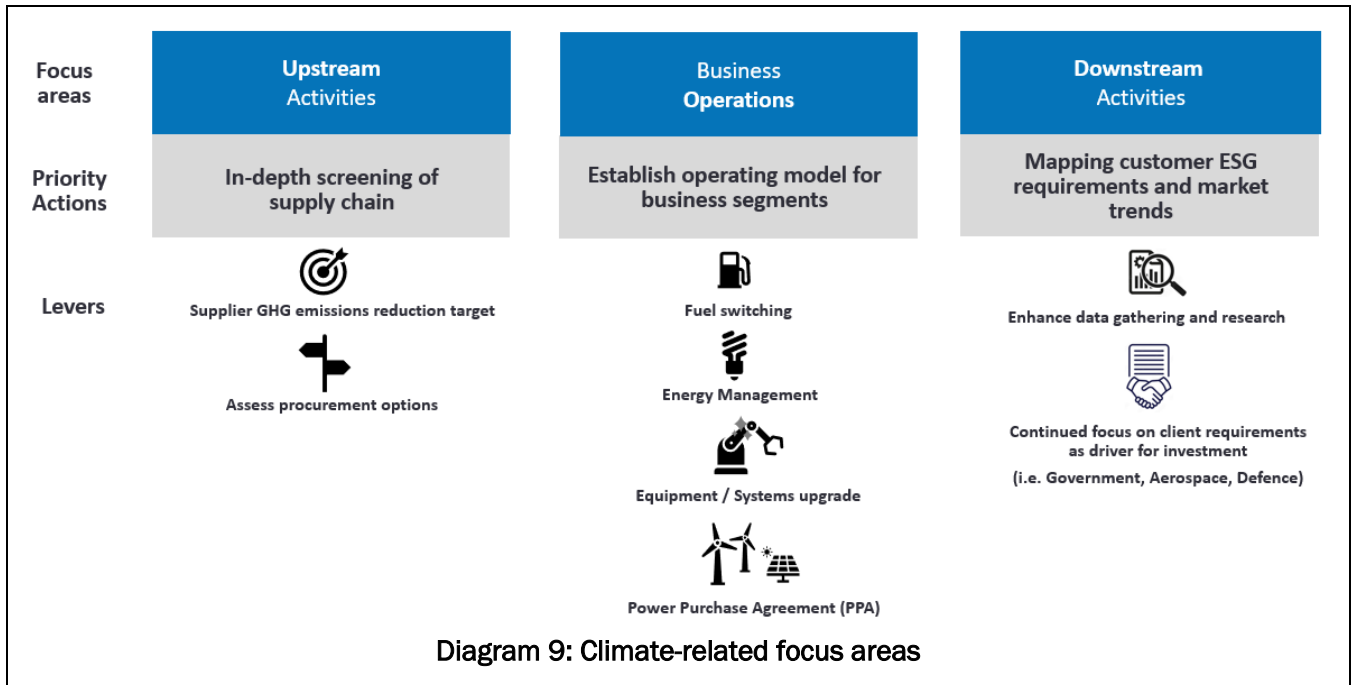 Focus
areas
Upstream
Activities
Business
Operations
Downstream
Activities
Priority
Actions
In-depth screening of
supply chain
Establish operating model for
business segments
Mapping customer ESG
requirements and market
trends
Levers
Supplier GHG emissions reduction target
Assess procurement options
Fuel switching
Energy Management
Equipment / Systems upgrade
Power Purchase Agreement (PPA)
Enhance data gathering and research
Continued focus on client requirements
as driver for investment
(i.e. Government, Aerospace, Defence)
Diagram 9: Climate-related focus areas